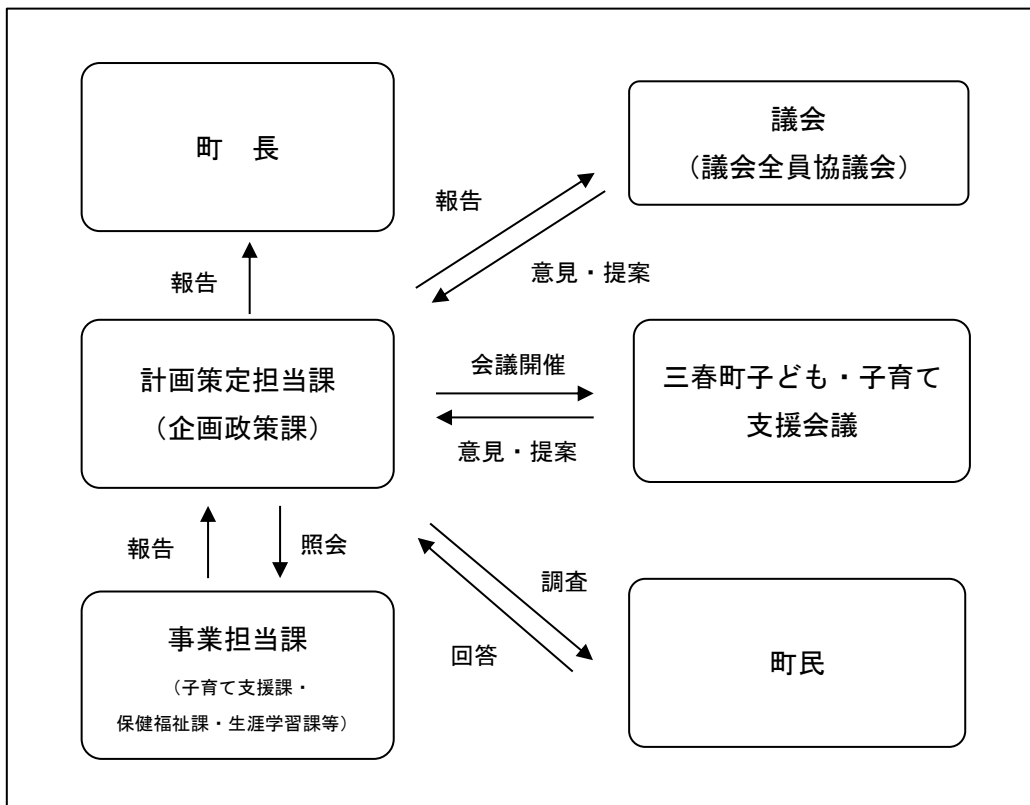 町　長
議会
（議会全員協議会）
報告
意見・提案
報告
計画策定担当課
（企画政策課）
会議開催
意見・提案
三春町子ども・子育て
支援会議
報告
照会
調査
回答
事業担当課
（子育て支援課・
保健福祉課・生涯学習課等）
町民